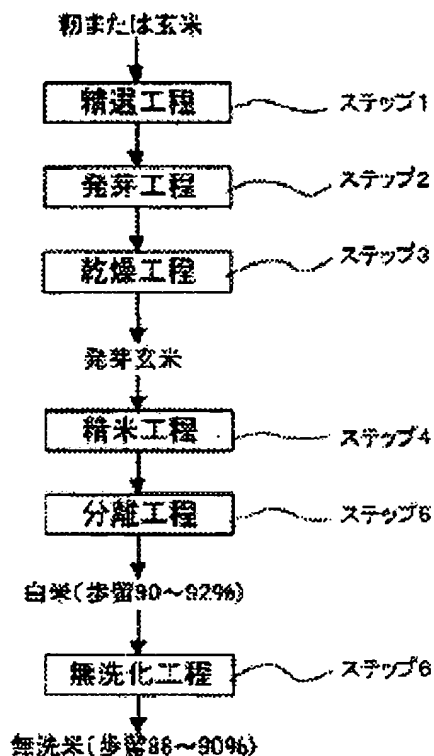 籾または玄米
精選工程 ステップ1
発芽工程 ステップ2
乾燥工程 ステップ3
発芽玄米
精米工程 ステップ4
分離工程 ステップ6
白米(歩留90～92%)
無洗化工程 ステップ6
無洗米(歩留88～90%)